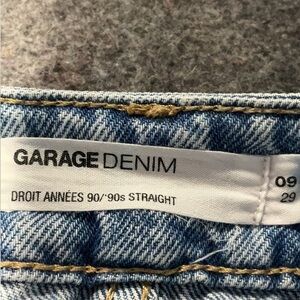 GARAGE DENIM
DROIT ANNÉES 90/'90s STRAIGHT
09
29